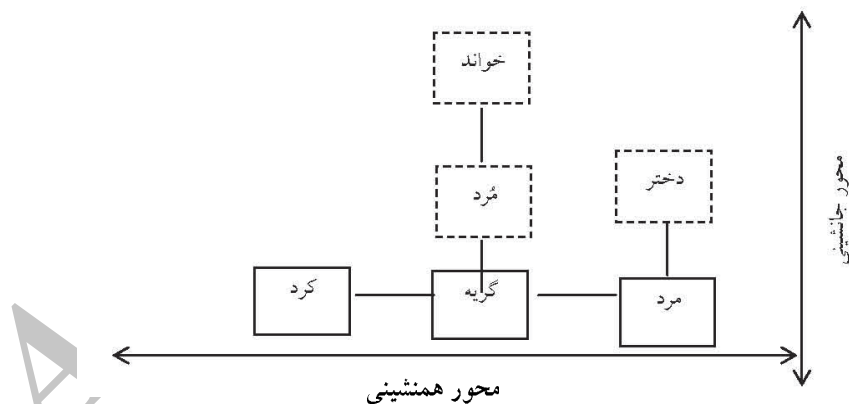 خواند
دختر
مُرد
مرد
گریه
کرد
محور همنشینی
محور جانشینی